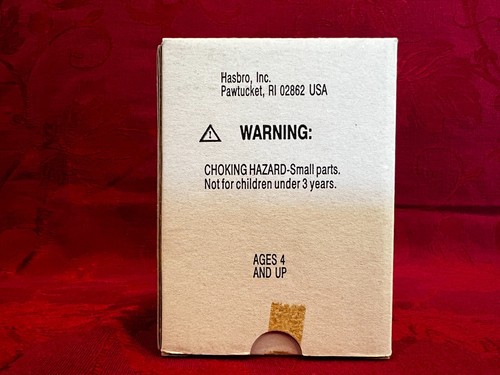 Hasbro, Inc.
Pawtucket, RI 02862 USA
WARNING:
CHOKING HAZARD-Small parts.
Not for children under 3 years.
AGES 4
AND UP